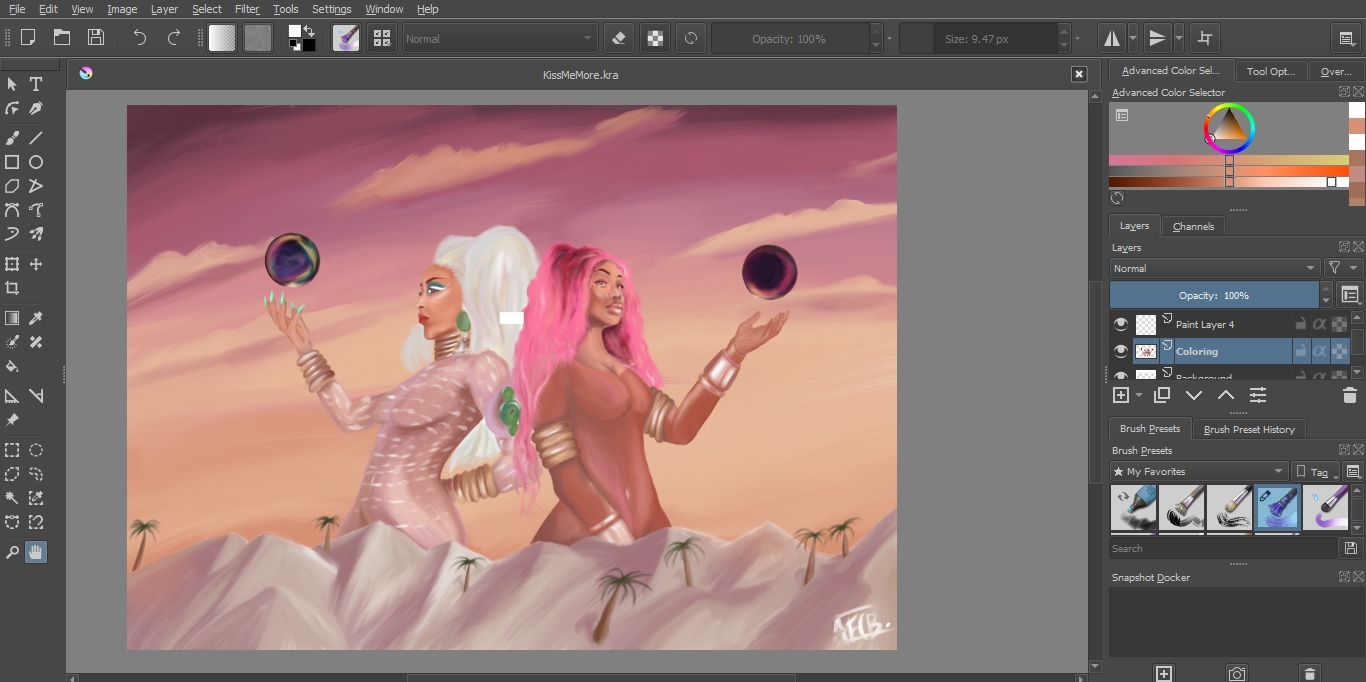 File Edit View Image Layer Select Filter Tools Settings Window Help
Normal
Opacity: 100%
Size: 9.47 px
KissMeMore.kra
Advanced Color Sel...
Tool Opt...
Over...
Advanced Color Selector
Layers
Channels
Layers
Normal
Opacity: 100%
Paint Layer 4
Coloring
Background
Brush Presets
Brush Preset History
Brush Presets
My Favorites
Tag
Search
Snapshot Docker